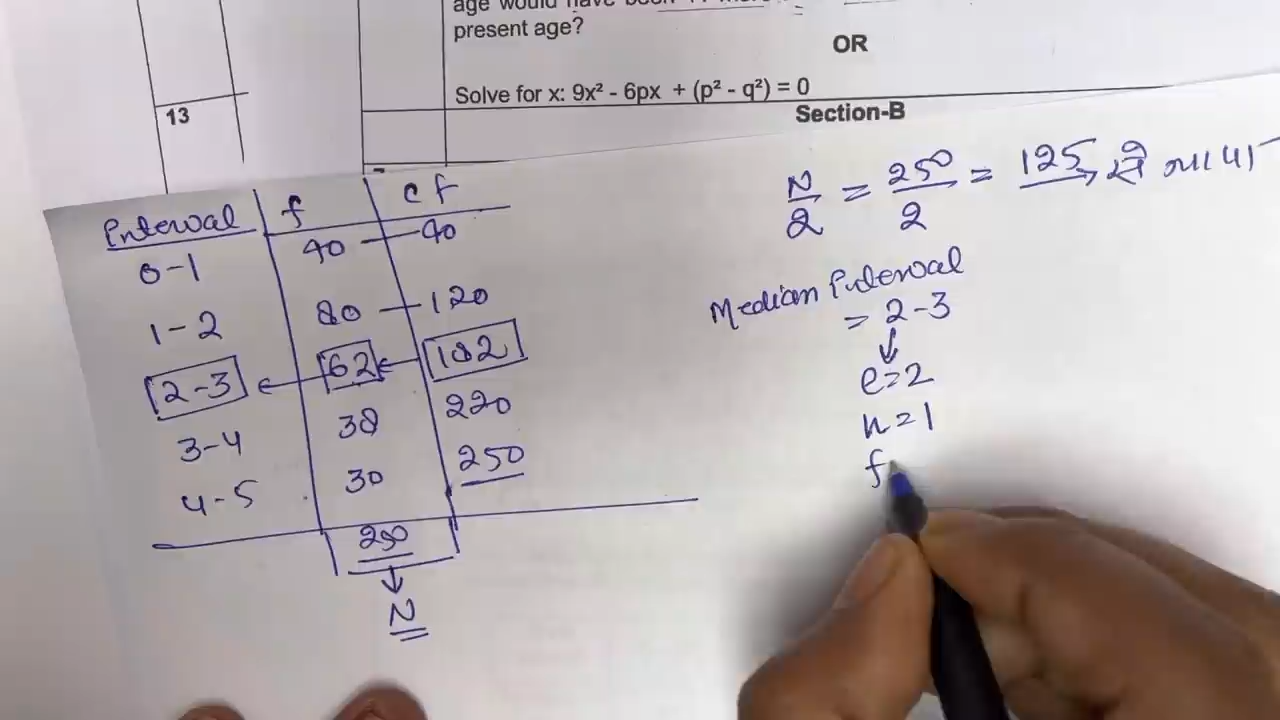 present age?
OR
Solve for x: 9x² - 6px + (p² - q²) = 0
13
Section-B
Interval f cf
0-1 40 40
1-2 80 120
2-3 62 182
3-4 38 220
4-5 30 250
250
N
N/2 = 250/2 = 125 से
Median Interval
= 2-3
l=2
h=1
f